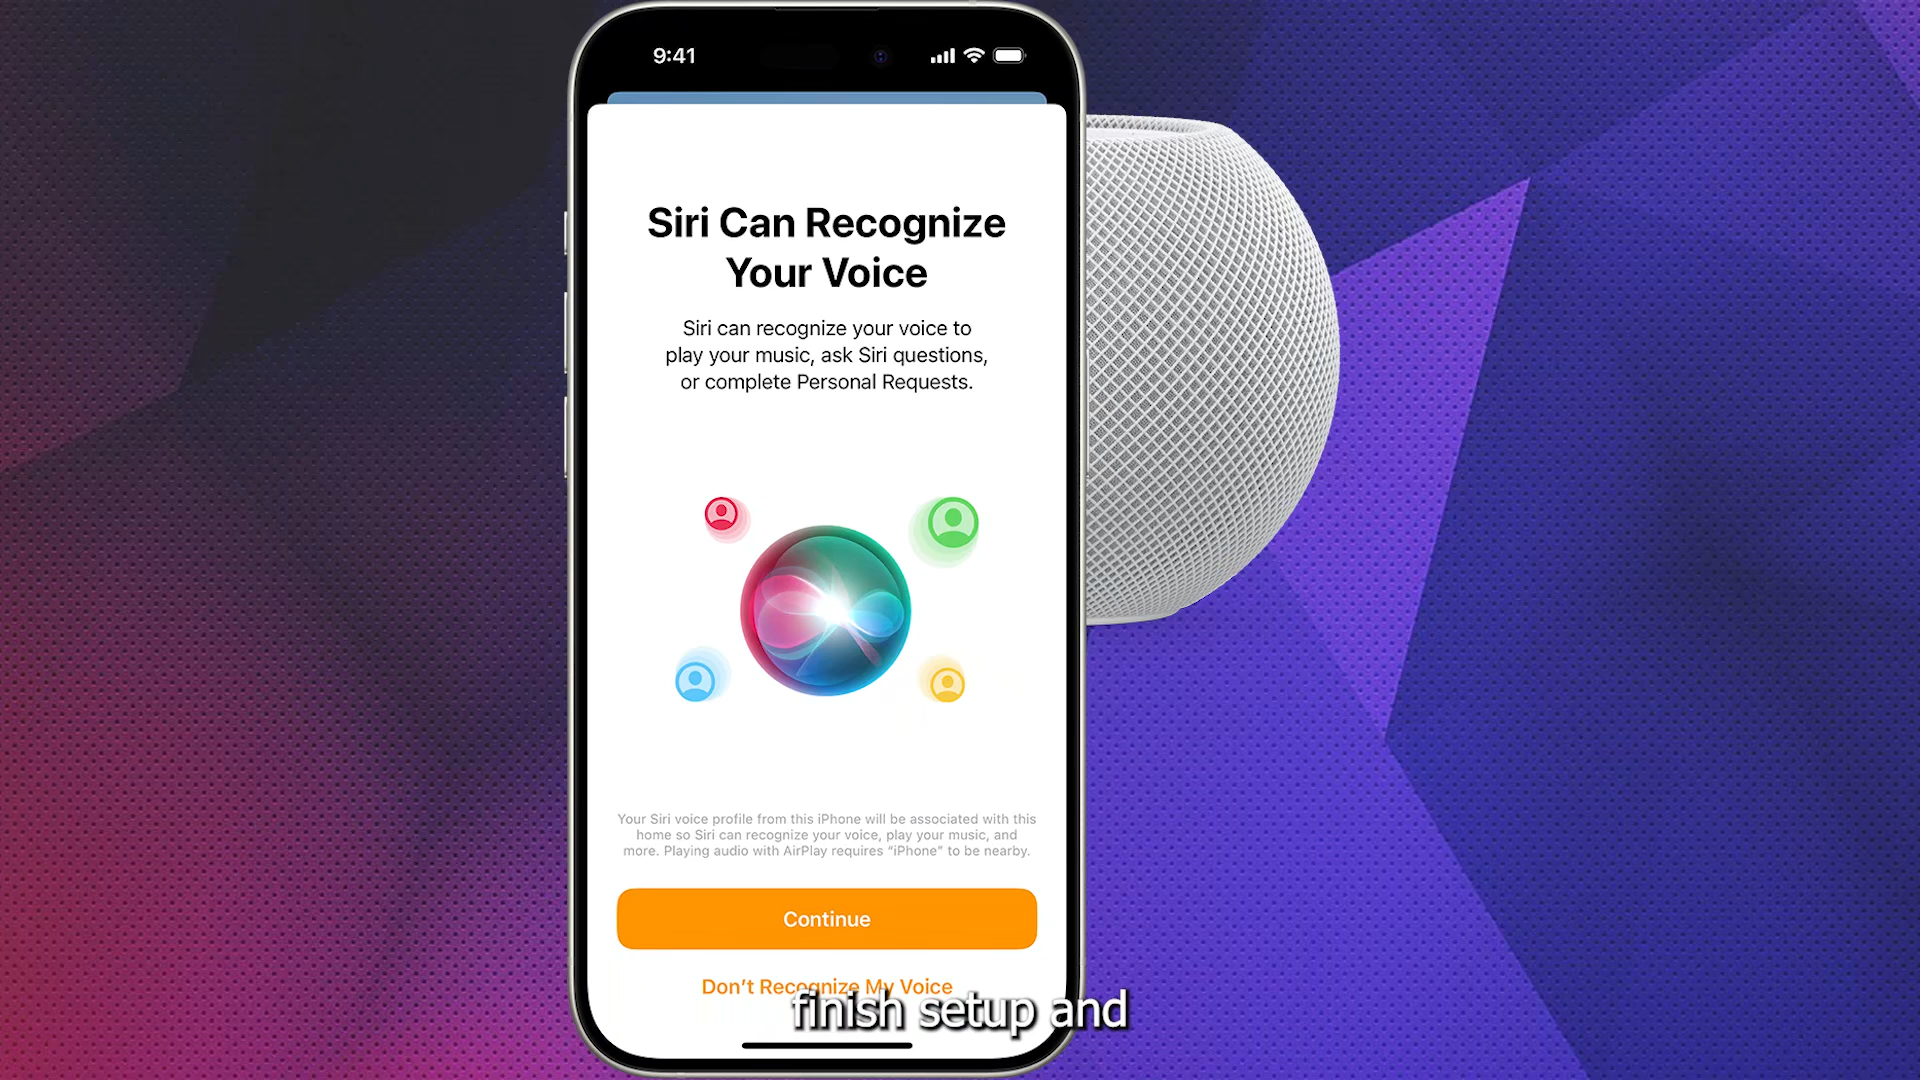 9:41
Siri Can Recognize
Your Voice
Siri can recognize your voice to
play your music, ask Siri questions,
or complete Personal Requests.
Your Siri voice profile from this iPhone will be associated with this
home so Siri can recognize your voice, play your music, and
more. Playing audio with AirPlay requires “iPhone” to be nearby.
Continue
Don’t Recognize My Voice
finish setup and